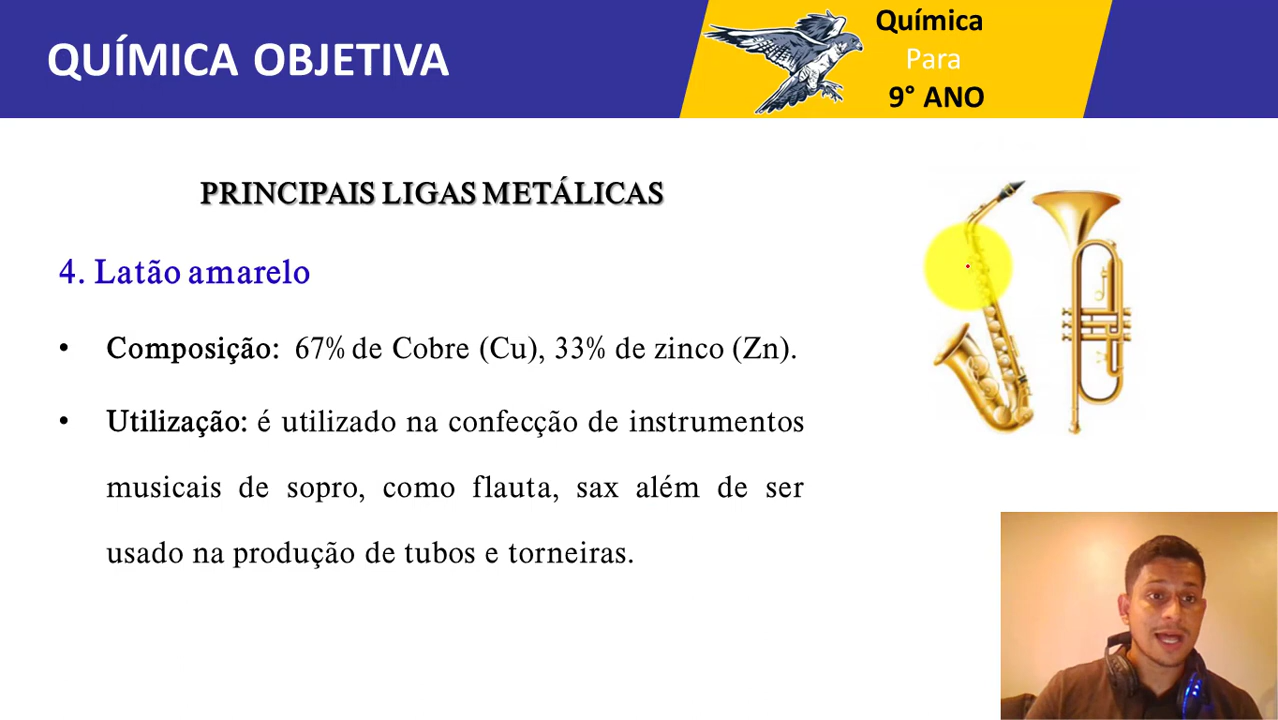 QUÍMICA OBJETIVA
Química
Para
9° ANO
PRINCIPAIS LIGAS METÁLICAS
4. Latão amarelo
• Composição: 67% de Cobre (Cu), 33% de zinco (Zn).
• Utilização: é utilizado na confecção de instrumentos
musicais de sopro, como flauta, sax além de ser
usado na produção de tubos e torneiras.